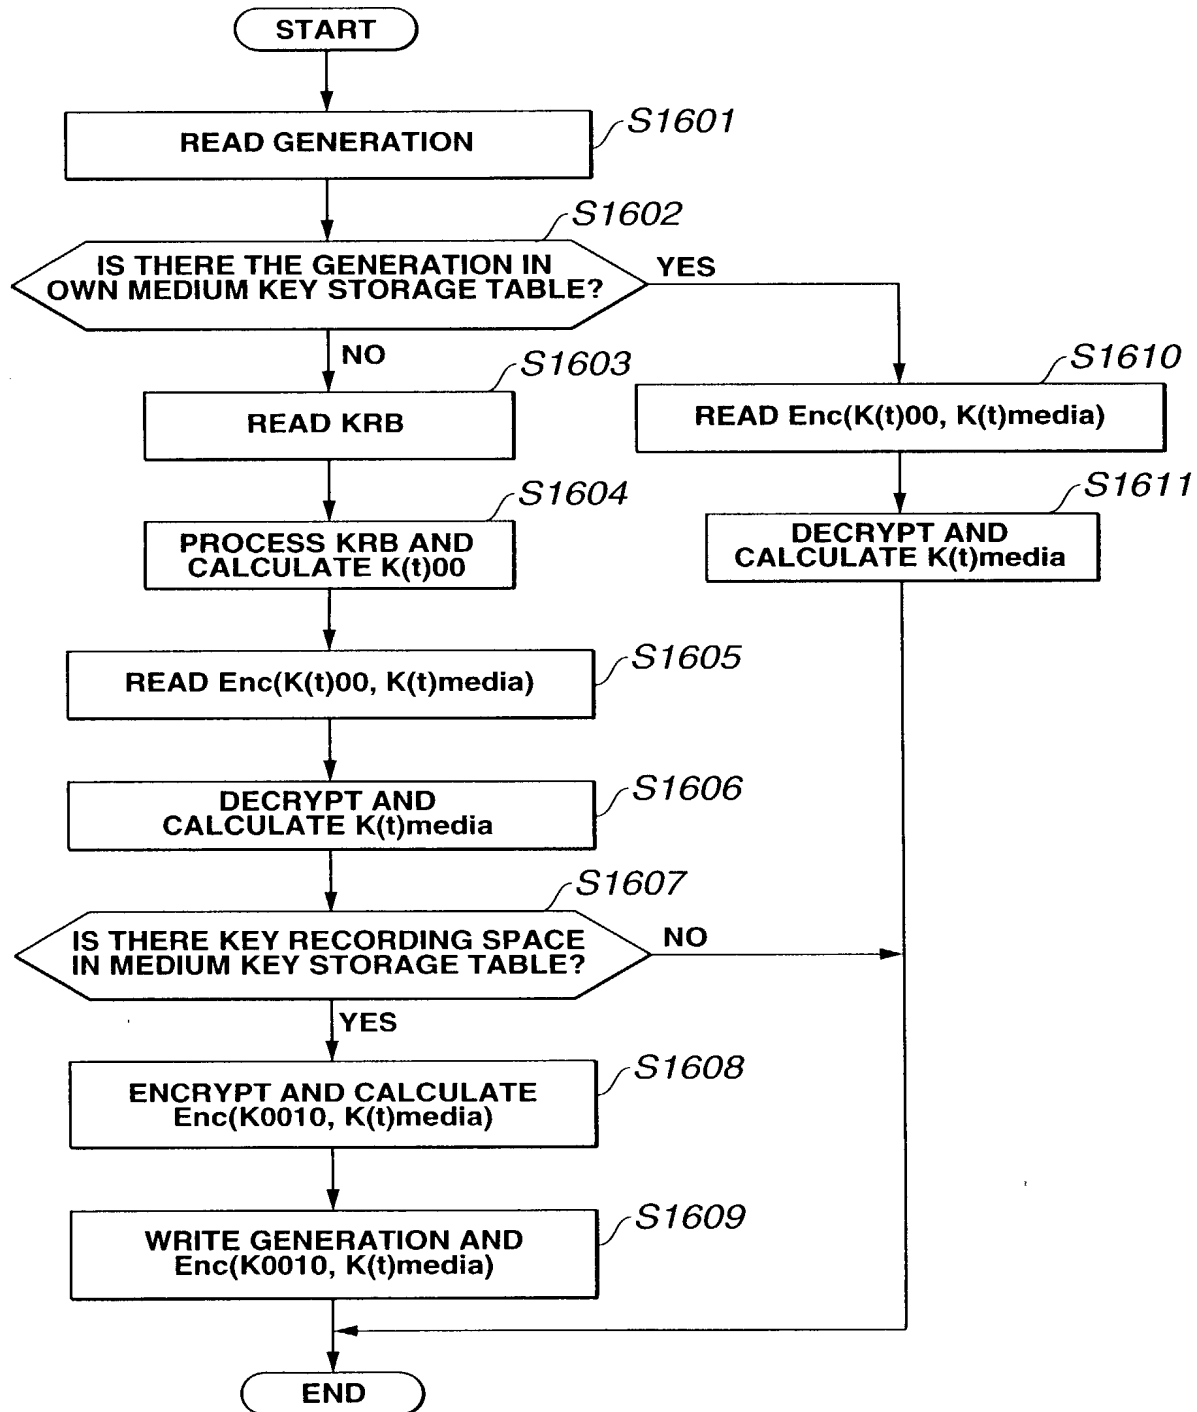 START
READ GENERATION
S1601
S1602
IS THERE THE GENERATION IN
OWN MEDIUM KEY STORAGE TABLE?
YES
NO
S1603
READ KRB
S1610
READ Enc(K(t)00, K(t)media)
S1604
PROCESS KRB AND
CALCULATE K(t)00
S1611
DECRYPT AND
CALCULATE K(t)media
S1605
READ Enc(K(t)00, K(t)media)
S1606
DECRYPT AND
CALCULATE K(t)media
S1607
IS THERE KEY RECORDING SPACE
IN MEDIUM KEY STORAGE TABLE?
NO
YES
S1608
ENCRYPT AND CALCULATE
Enc(K0010, K(t)media)
S1609
WRITE GENERATION AND
Enc(K0010, K(t)media)
END